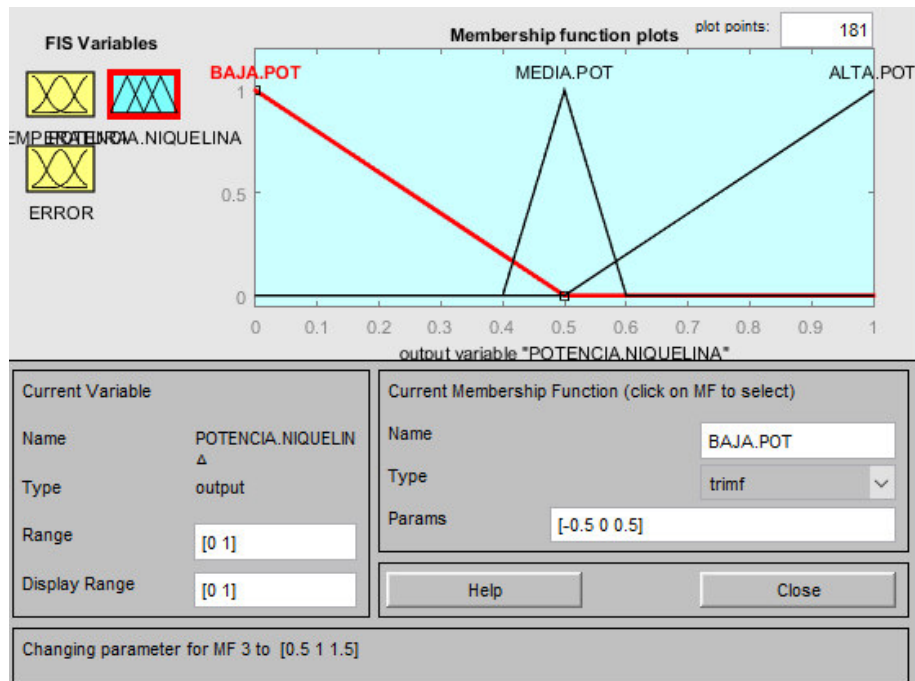 FIS Variables
Membership function plots
plot points:
181
BAJA.POT
MEDIA.POT
ALTA.POT
POTENCIA.NIQUELINA
ERROR
1
0.5
0
0 0.1 0.2 0.3 0.4 0.5 0.6 0.7 0.8 0.9 1
output variable "POTENCIA.NIQUELINA"
Current Variable
Name
POTENCIA.NIQUELIN
A
Type
output
Range
[0 1]
Display Range
[0 1]
Current Membership Function (click on MF to select)
Name
BAJA.POT
Type
trimf
Params
[-0.5 0 0.5]
Help
Close
Changing parameter for MF 3 to [0.5 1 1.5]